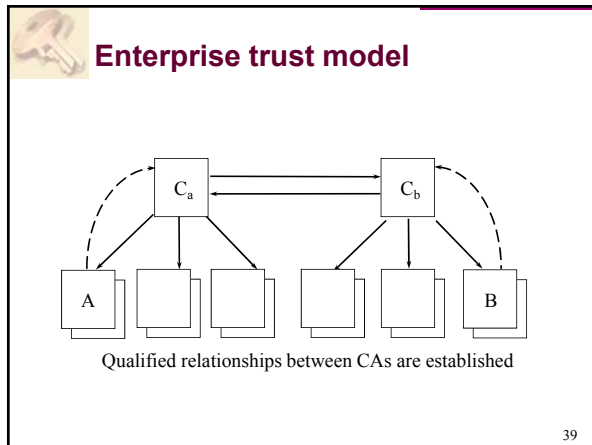 Enterprise trust model
Ca
Cb
A
B
Qualified relationships between CAs are established
39